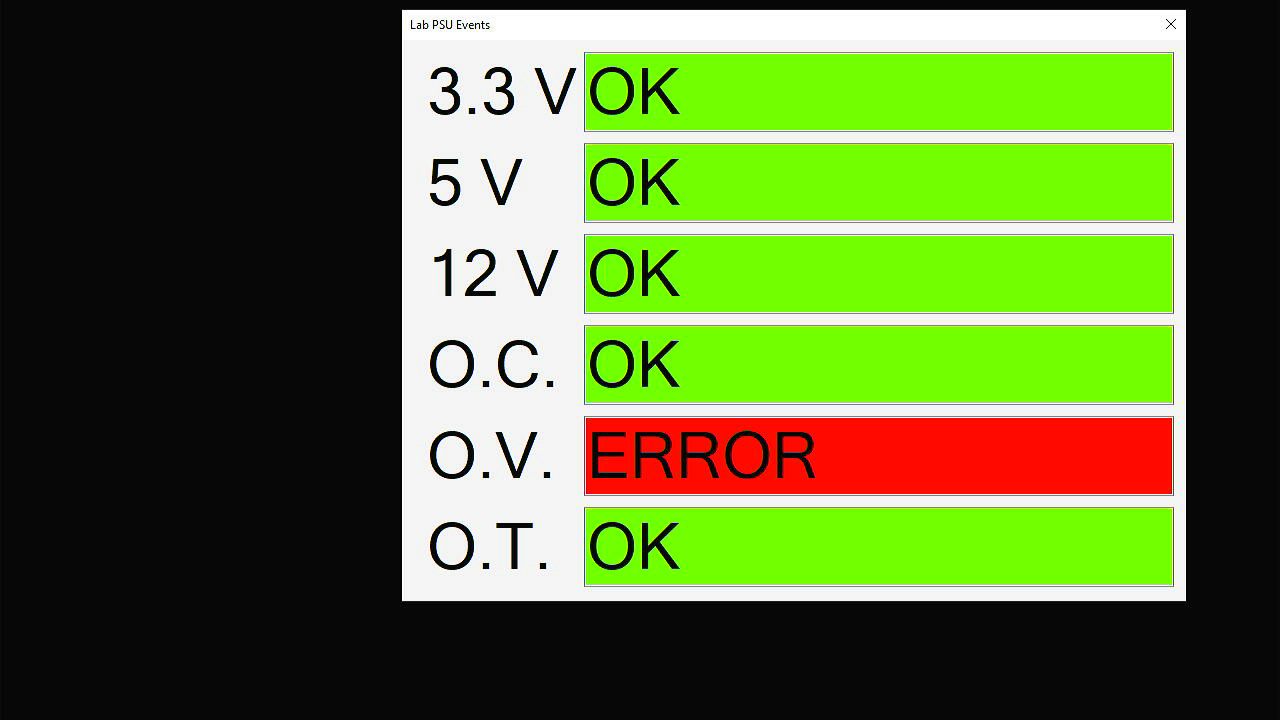 Lab PSU Events
3.3 V OK
5 V OK
12 V OK
O.C. OK
O.V. ERROR
O.T. OK